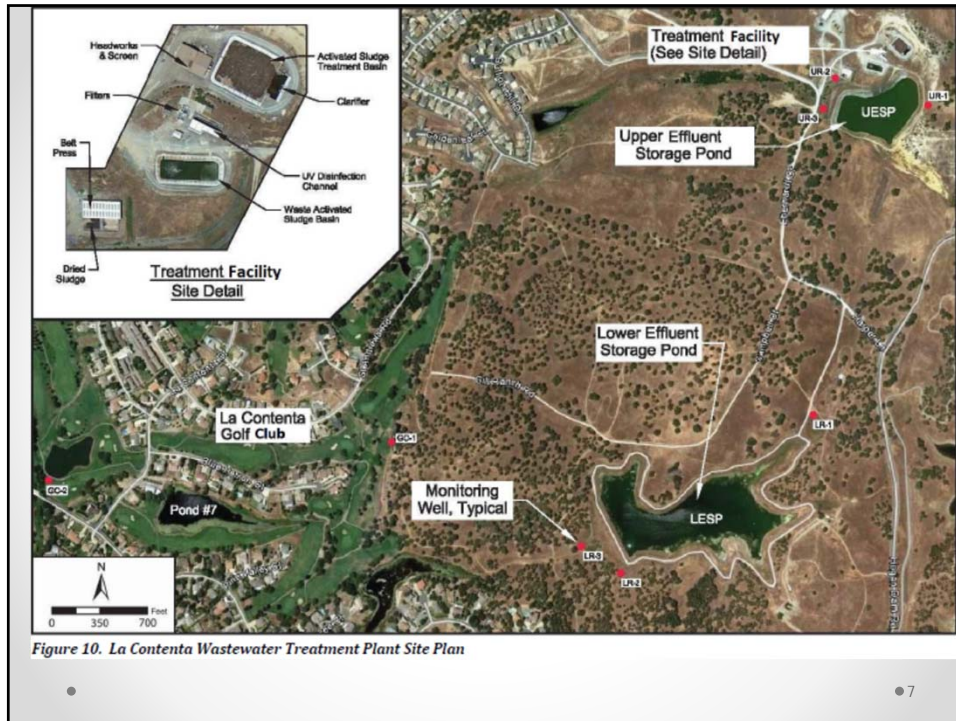 Headworks
& Screen
Activated Sludge
Treatment Basin
Clarifier
Filters
Belt
Press
UV Disinfection
Channel
Waste Activated
Sludge Basin
Dried
Sludge
Treatment Facility
Site Detail
Treatment Facility
(See Site Detail)
UR-2
UR-1
UR-3
UESP
Upper Effluent
Storage Pond
Lower Effluent
Storage Pond
La Contenta
Golf Club
GC-1
LR-1
GC-2
Monitoring
Well, Typical
Pond #7
LESP
LR-3
LR-2
N
0 350 700 Feet
Figure 10. La Contenta Wastewater Treatment Plant Site Plan
7